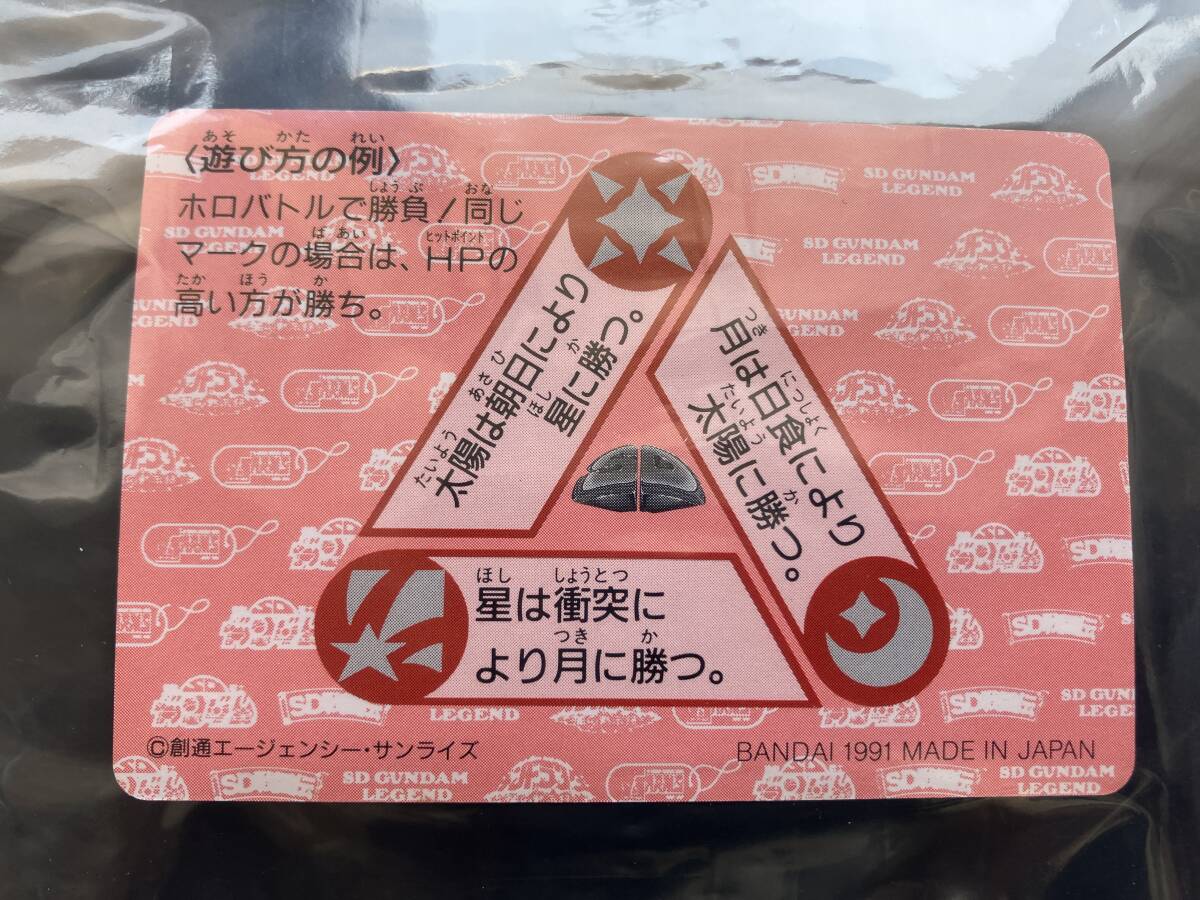 〈遊び方の例〉
ホロバトルで勝負！同じ
マークの場合は、HPの
高い方が勝ち。
太陽は朝日により
星に勝つ。
月は日食により
太陽に勝つ。
星は衝突に
より月に勝つ。
©創通エージェンシー・サンライズ
BANDAI 1991 MADE IN JAPAN
SD GUNDAM
LEGEND